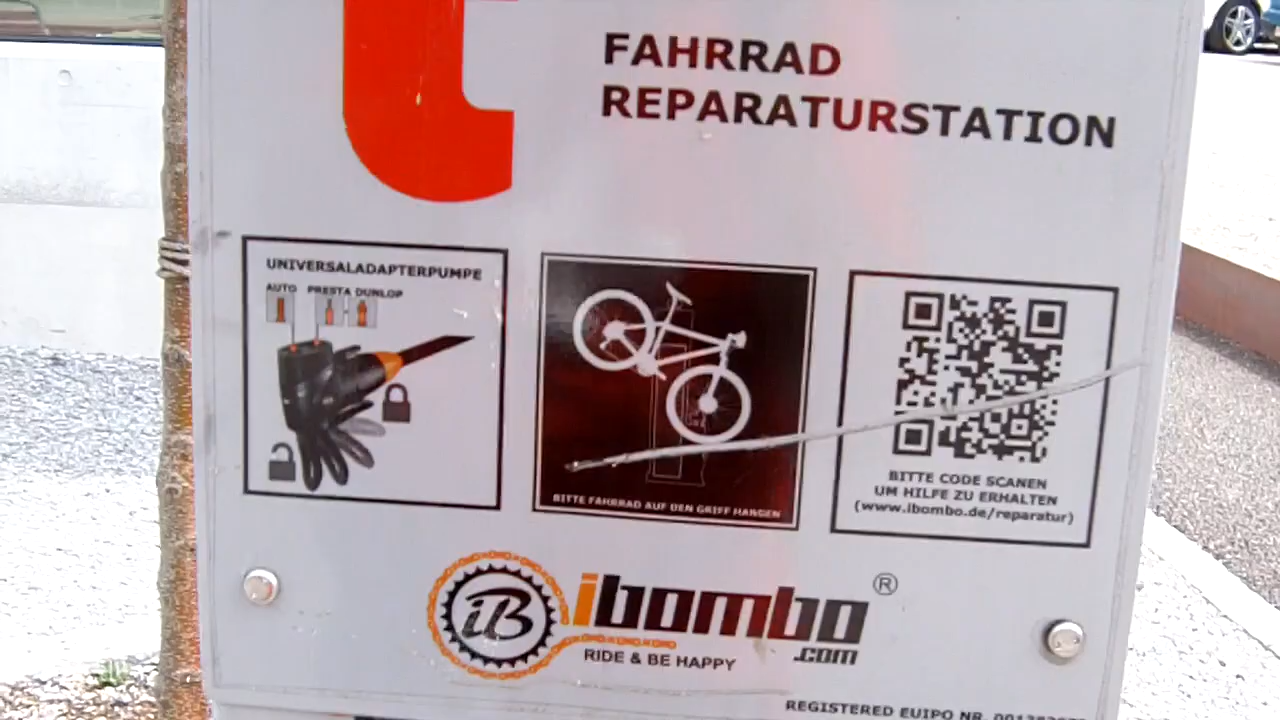 t
FAHRRAD
REPARATURSTATION
UNIVERSALADAPTERPUMPE
AUTO PRESTA DUNLOP
BITTE FAHRRAD AUF DEN GRIFF HÄNGEN
BITTE CODE SCANEN
UM HILFE ZU ERHALTEN
(www.ibombo.de/reparatur)
iB
ibombo®
.COM
RIDE & BE HAPPY
REGISTERED EUIPO NR.